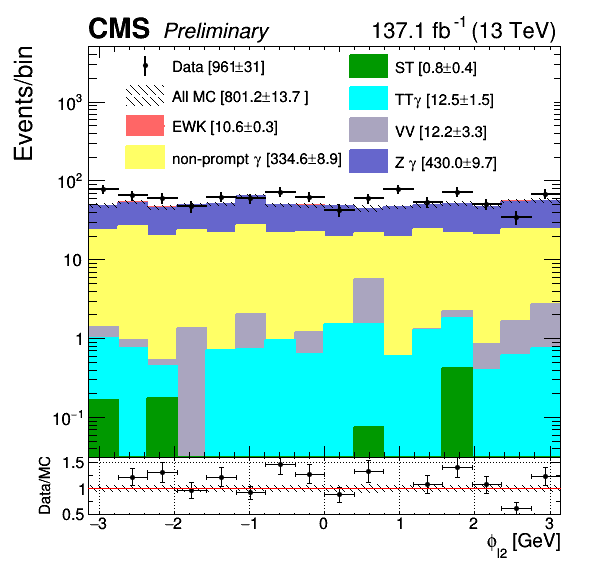 CMS Preliminary 137.1 fb⁻¹ (13 TeV)
Events/bin
Data [961±31]
All MC [801.2±13.7 ]
EWK [10.6±0.3]
non-prompt γ [334.6±8.9]
ST [0.8±0.4]
TTγ [12.5±1.5]
VV [12.2±3.3]
Z γ [430.0±9.7]
10³
10²
10
1
10⁻¹
Data/MC
1.5
1
0.5
−3 −2 −1 0 1 2 3
ϕ_l2 [GeV]